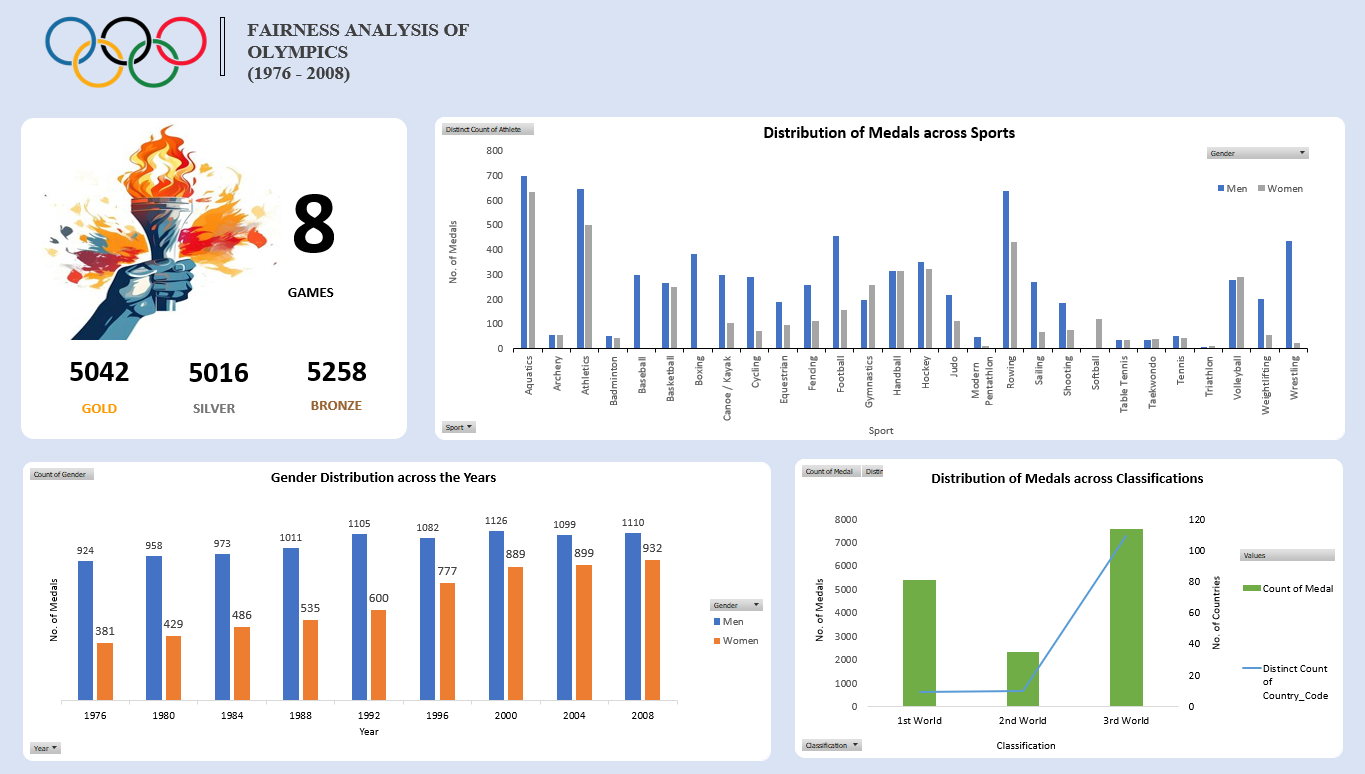 FAIRNESS ANALYSIS OF
OLYMPICS
(1976 - 2008)
8
GAMES
5042
5016
5258
GOLD
SILVER
BRONZE
Distinct Count of Athlete
Distribution of Medals across Sports
Gender
Men
Women
No. of Medals
800
700
600
500
400
300
200
100
0
Aquatics
Archery
Athletics
Badminton
Baseball
Basketball
Boxing
Canoe / Kayak
Cycling
Equestrian
Fencing
Football
Gymnastics
Handball
Hockey
Judo
Modern
Pentathlon
Rowing
Sailing
Shooting
Softball
Table Tennis
Taekwondo
Tennis
Triathlon
Volleyball
Weightlifting
Wrestling
Sport
Sport
Count of Gender
Gender Distribution across the Years
No. of Medals
924
381
958
429
973
486
1011
535
1105
600
1082
777
1126
889
1099
899
1110
932
1976
1980
1984
1988
1992
1996
2000
2004
2008
Year
Year
Gender
Men
Women
Count of Medal
Distin
Distribution of Medals across Classifications
No. of Medals
8000
7000
6000
5000
4000
3000
2000
1000
0
120
100
80
60
40
20
0
No. of Countries
1st World
2nd World
3rd World
Classification
Classification
Values
Count of Medal
Distinct Count
of
Country_Code